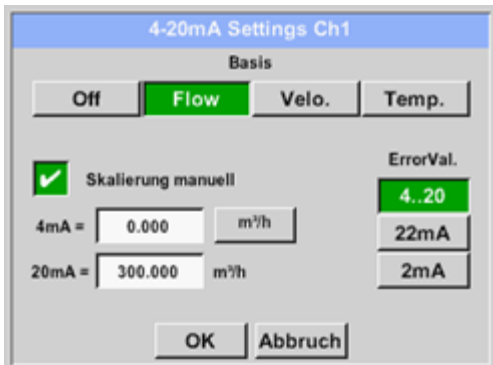 4-20mA Settings Ch1
Basis
Off Flow Velo. Temp.
ErrorVal.
Skalierung manuell
4..20
4mA = 0.000 m³/h
22mA
20mA = 300.000 m³/h
2mA
OK Abbruch